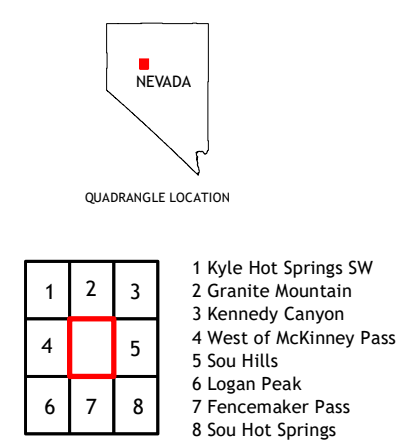 NEVADA
QUADRANGLE LOCATION
1 2 3
4 5
6 7 8
1 Kyle Hot Springs SW
2 Granite Mountain
3 Kennedy Canyon
4 West of McKinney Pass
5 Sou Hills
6 Logan Peak
7 Fencemaker Pass
8 Sou Hot Springs